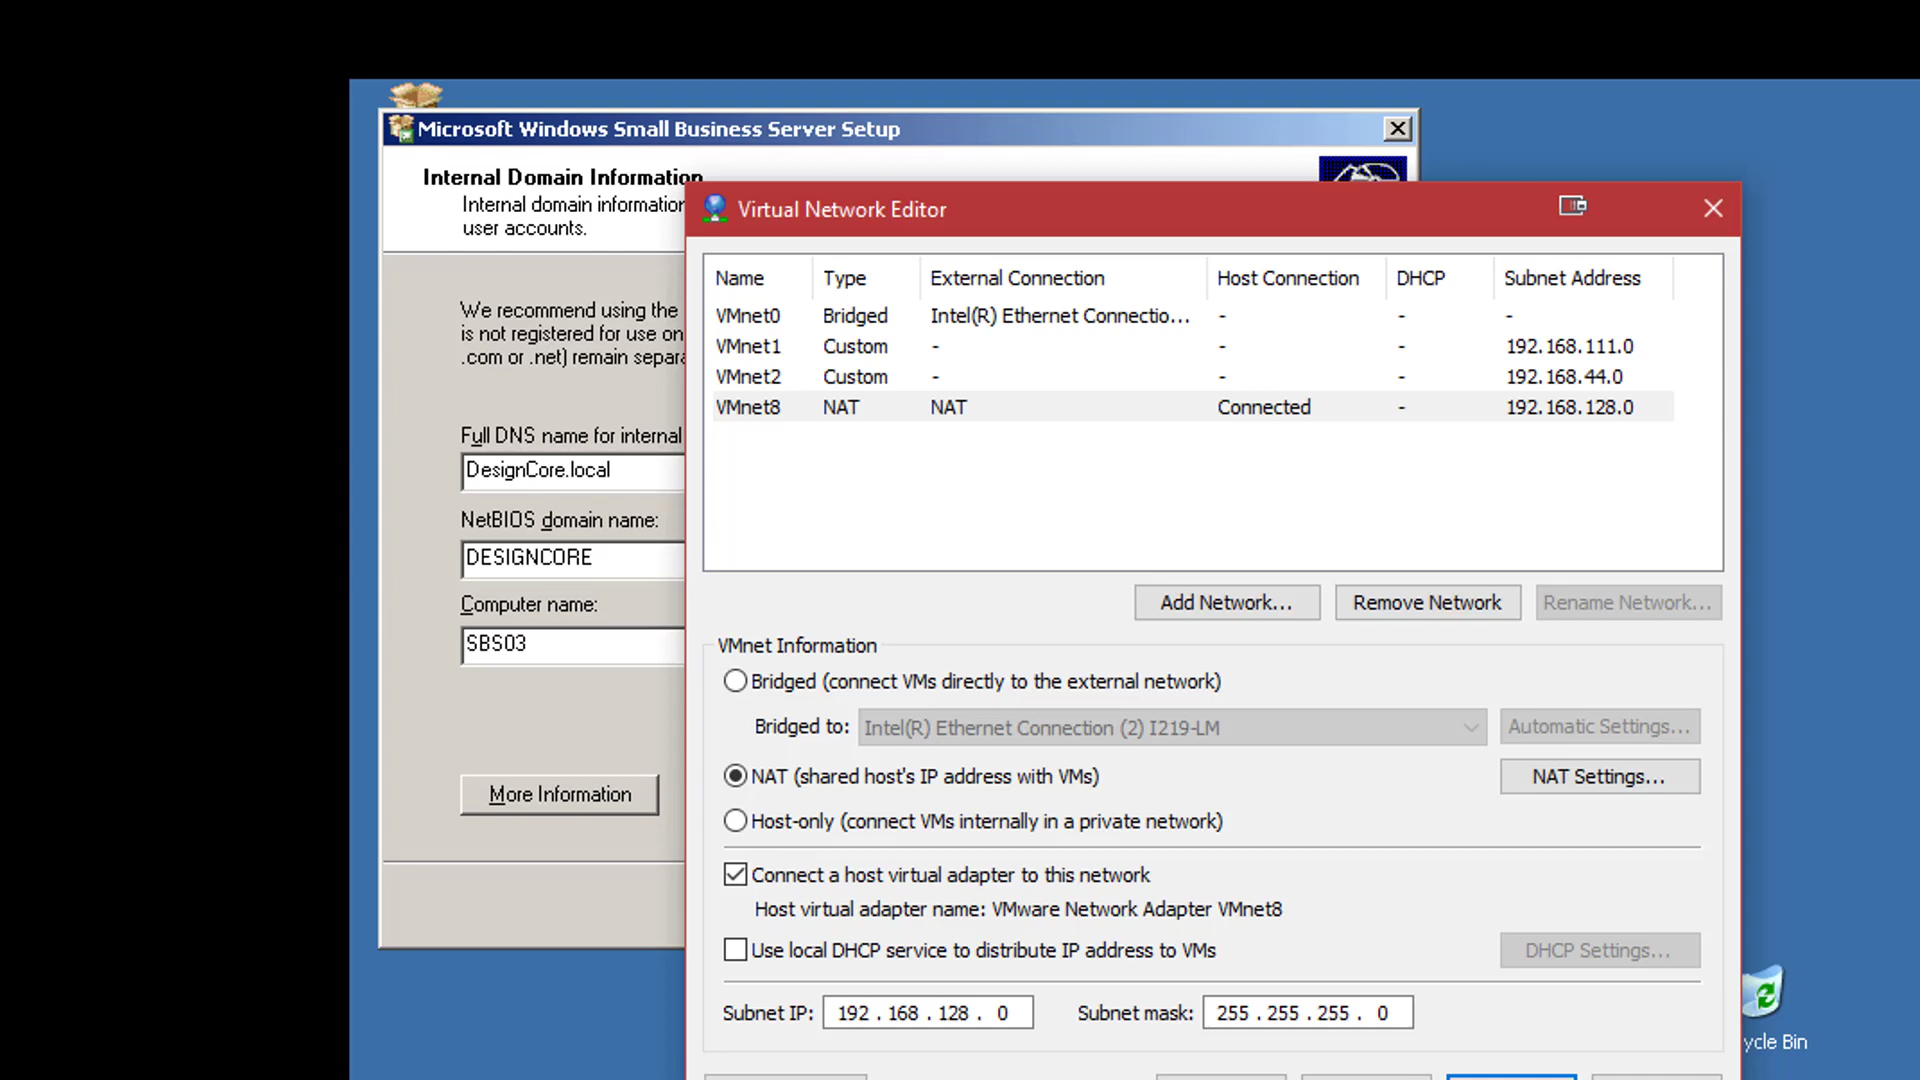 Microsoft Windows Small Business Server Setup
Internal Domain Information
Internal domain information
user accounts.
We recommend using the
is not registered for use on
.com or .net) remain separa
Full DNS name for internal
DesignCore.local
NetBIOS domain name:
DESIGNCORE
Computer name:
SBS03
More Information
Virtual Network Editor
Name Type External Connection Host Connection DHCP Subnet Address
VMnet0 Bridged Intel(R) Ethernet Connectio... - - -
VMnet1 Custom - - - 192.168.111.0
VMnet2 Custom - - - 192.168.44.0
VMnet8 NAT NAT Connected - 192.168.128.0
Add Network... Remove Network Rename Network...
VMnet Information
Bridged (connect VMs directly to the external network)
Bridged to: Intel(R) Ethernet Connection (2) I219-LM Automatic Settings...
NAT (shared host's IP address with VMs) NAT Settings...
Host-only (connect VMs internally in a private network)
Connect a host virtual adapter to this network
Host virtual adapter name: VMware Network Adapter VMnet8
Use local DHCP service to distribute IP address to VMs DHCP Settings...
Subnet IP: 192 . 168 . 128 . 0 Subnet mask: 255 . 255 . 255 . 0
ycle Bin